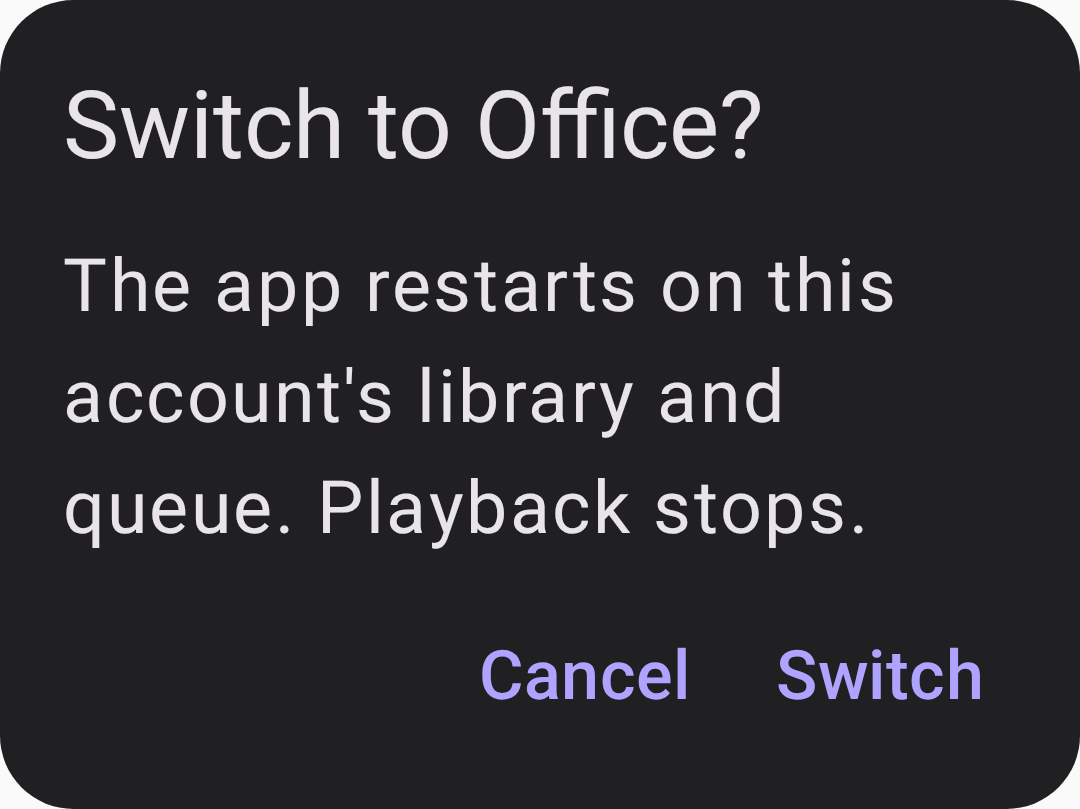 Switch to Office?
The app restarts on this
account's library and
queue. Playback stops.
Cancel Switch